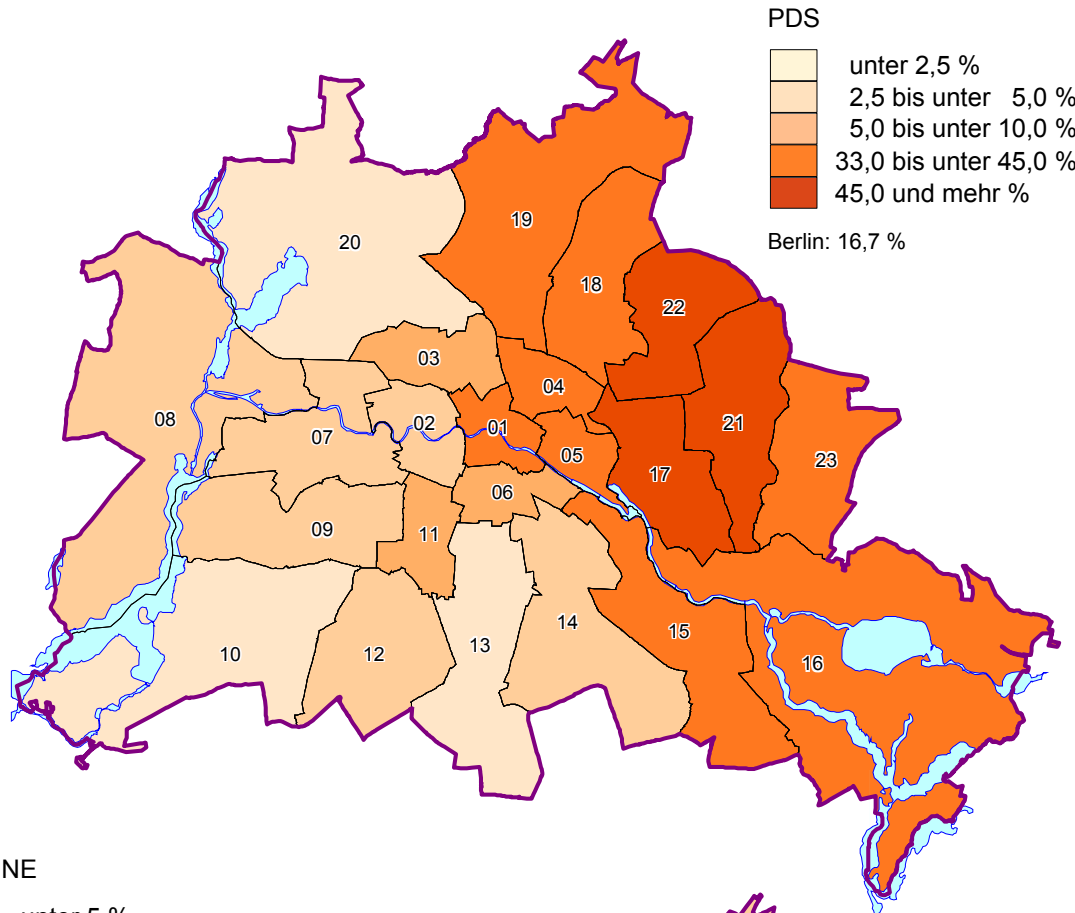 PDS
unter 2,5 %
2,5 bis unter 5,0 %
5,0 bis unter 10,0 %
33,0 bis unter 45,0 %
45,0 und mehr %
Berlin: 16,7 %
19
20
18
22
03
04
08
02
01
21
07
05
23
17
06
09
11
14
15
13
10
12
16
NE
unter 5 %